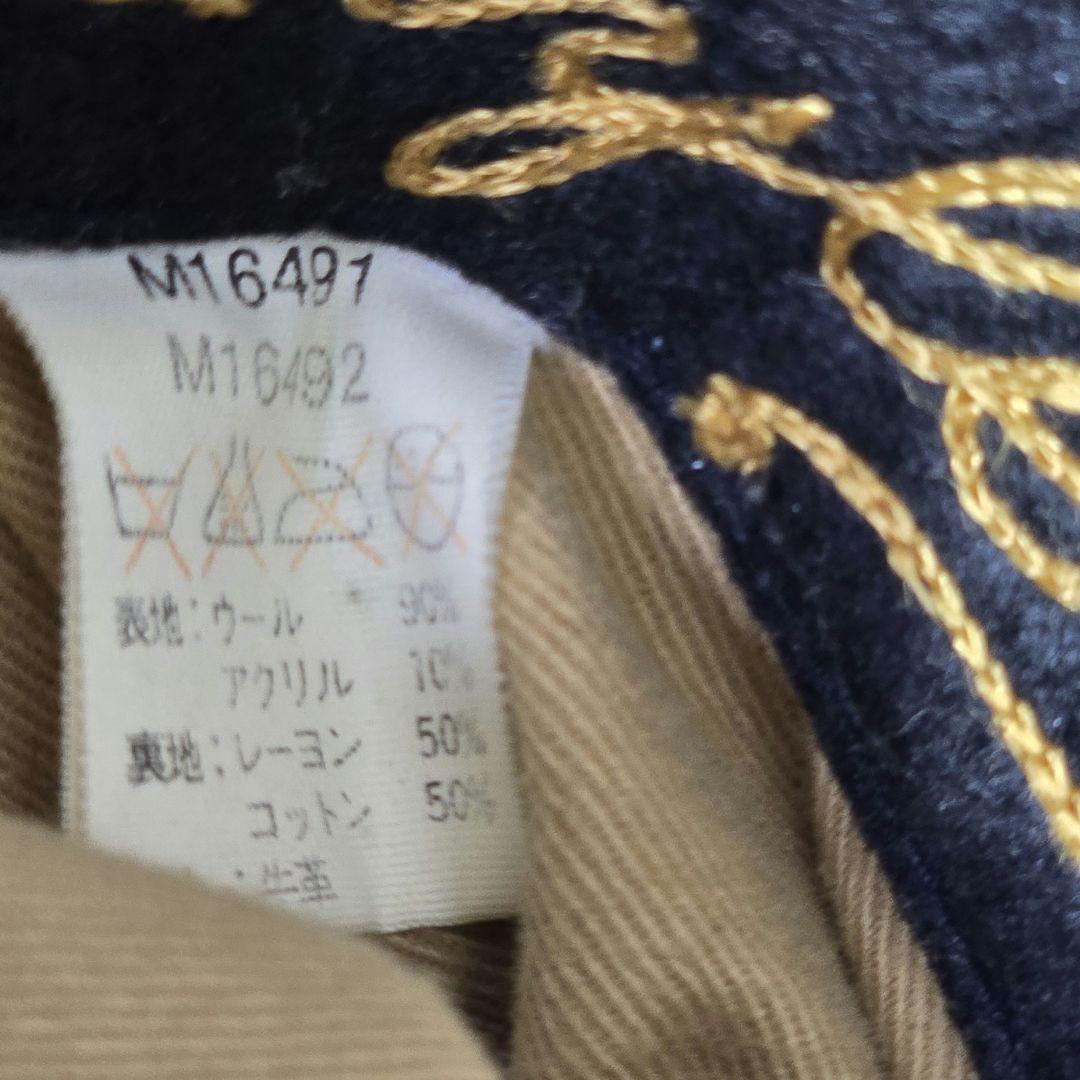 M16491
M16492
表地：ウール 90%
アクリル 10%
裏地：レーヨン 50%
コットン 50%
：牛革